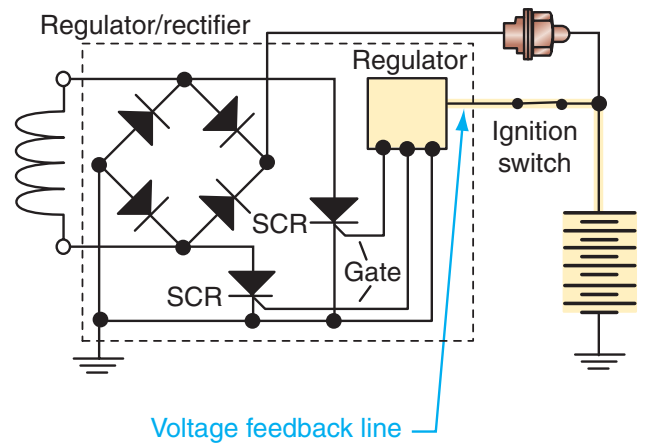 Regulator/rectifier
Regulator
Ignition
switch
SCR
Gate
SCR
Voltage feedback line